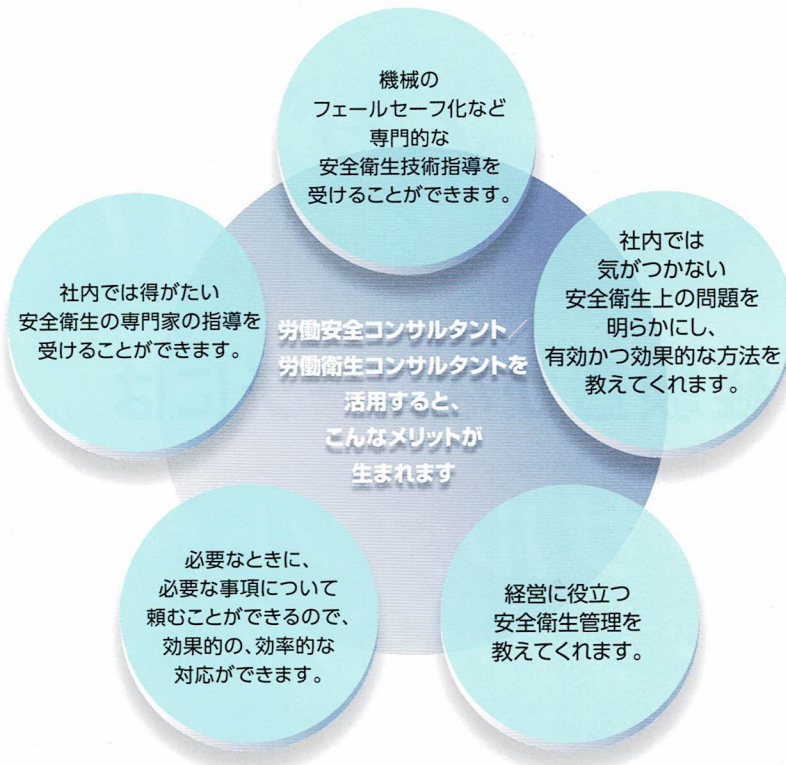 機械の
フェールセーフ化など
専門的な
安全衛生技術指導を
受けることができます。
社内では
気がつかない
安全衛生上の問題を
明らかにし、
有効かつ効果的な方法を
教えてくれます。
社内では得がたい
安全衛生の専門家の指導を
受けることができます。
労働安全コンサルタント／
労働衛生コンサルタントを
活用すると、
こんなメリットが
生まれます
必要なときに、
必要な事項について
頼むことができるので、
効果的の、効率的な
対応ができます。
経営に役立つ
安全衛生管理を
教えてくれます。